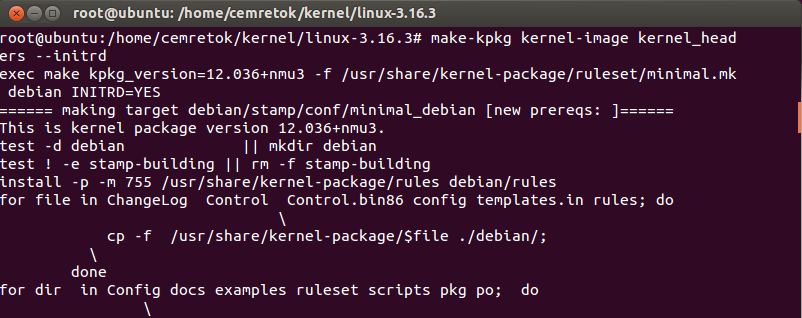 root@ubuntu: /home/cemretok/kernel/linux-3.16.3
root@ubuntu:/home/cemretok/kernel/linux-3.16.3# make-kpkg kernel-image kernel_head
ers --initrd
exec make kpkg_version=12.036+nmu3 -f /usr/share/kernel-package/ruleset/minimal.mk
 debian INITRD=YES
====== making target debian/stamp/conf/minimal_debian [new prereqs: ]======
This is kernel package version 12.036+nmu3.
test -d debian             || mkdir debian
test ! -e stamp-building || rm -f stamp-building
install -p -m 755 /usr/share/kernel-package/rules debian/rules
for file in ChangeLog  Control  Control.bin86 config templates.in rules; do
                               \
            cp -f  /usr/share/kernel-package/$file ./debian/;
          \
        done
for dir  in Config docs examples ruleset scripts pkg po;  do
                \